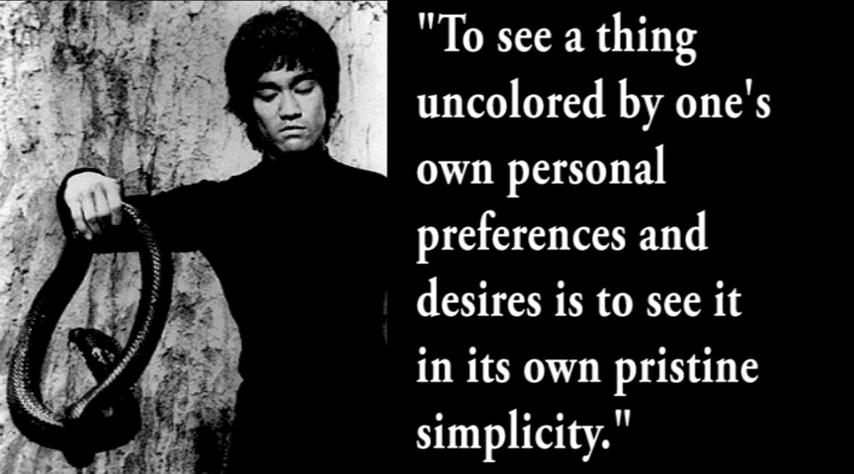 "To see a thing
uncolored by one's
own personal
preferences and
desires is to see it
in its own pristine
simplicity."